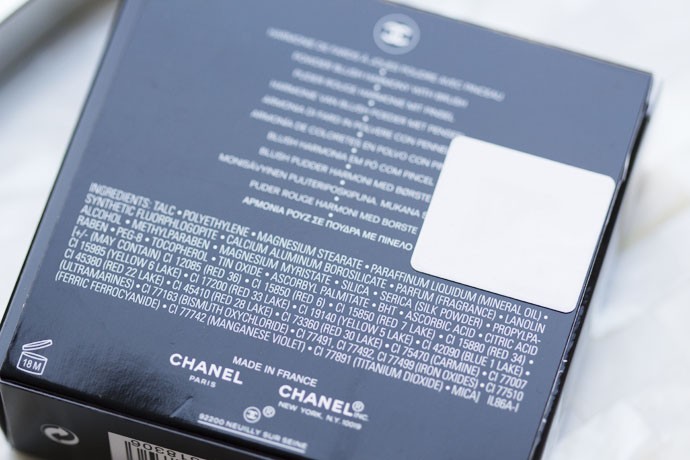 HARMONIE DE FARDS À JOUES POUDRE AVEC PINCEAU
POWDER BLUSH HARMONY WITH BRUSH
PUDER ROUGE HARMONIE MIT PINSEL
HARMONIE VAN BLUSH POEDER MET PENSEEL
ARMONIA DI FARD IN POLVERE CON PENNE
ARMONÍA DE COLORETES EN POLVO CON P
BLUSH HARMONIA EM PÓ COM PINCEL
BLUSH PUDDER HARMONI MED BØRSTE
MONISÄVYINEN PUUTERIPOSKIPUNA, MUKANA S
PUDER ROUGE HARMONI MED BORSTE
ΑΡΜΟΝΙΑ ΡΟΥΖ ΣΕ ΠΟΥΔΡΑ ΜΕ ΠΙΝΕΛΟ
INGREDIENTS: TALC • POLYETHYLENE • MAGNESIUM STEARATE • PARAFFINUM LIQUIDUM (MINERAL OIL) •
SYNTHETIC FLUORPHLOGOPITE • CALCIUM ALUMINUM BOROSILICATE • PARFUM (FRAGRANCE) • LANOLIN
ALCOHOL • METHYLPARABEN • MAGNESIUM MYRISTATE • SILICA • SERICA (SILK POWDER) • PROPYLPA-
RABEN • PEG-8 • TOCOPHEROL • TIN OXIDE • ASCORBYL PALMITATE • BHT • ASCORBIC ACID • CITRIC ACID
[+/- (MAY CONTAIN) CI 12085 (RED 36) • CI 15850 (RED 6) • CI 15850 (RED 7 LAKE) • CI 15880 (RED 34) •
CI 15985 (YELLOW 6 LAKE) • CI 17200 (RED 33 LAKE) • CI 19140 (YELLOW 5 LAKE) • CI 42090 (BLUE 1 LAKE) •
CI 45380 (RED 22 LAKE) • CI 45410 (RED 28 LAKE) • CI 73360 (RED 30 LAKE) • CI 75470 (CARMINE) • CI 77007
(ULTRAMARINES) • CI 77163 (BISMUTH OXYCHLORIDE) • CI 77491, CI 77492, CI 77499 (IRON OXIDES) • CI 77510
(FERRIC FERROCYANIDE) • CI 77742 (MANGANESE VIOLET) • CI 77891 (TITANIUM DIOXIDE) • MICA] IL86A-I
18 M
MADE IN FRANCE
CHANEL
PARIS
CHANEL® INC.
NEW YORK, N.Y. 10019
92200 NEUILLY SUR SEINE